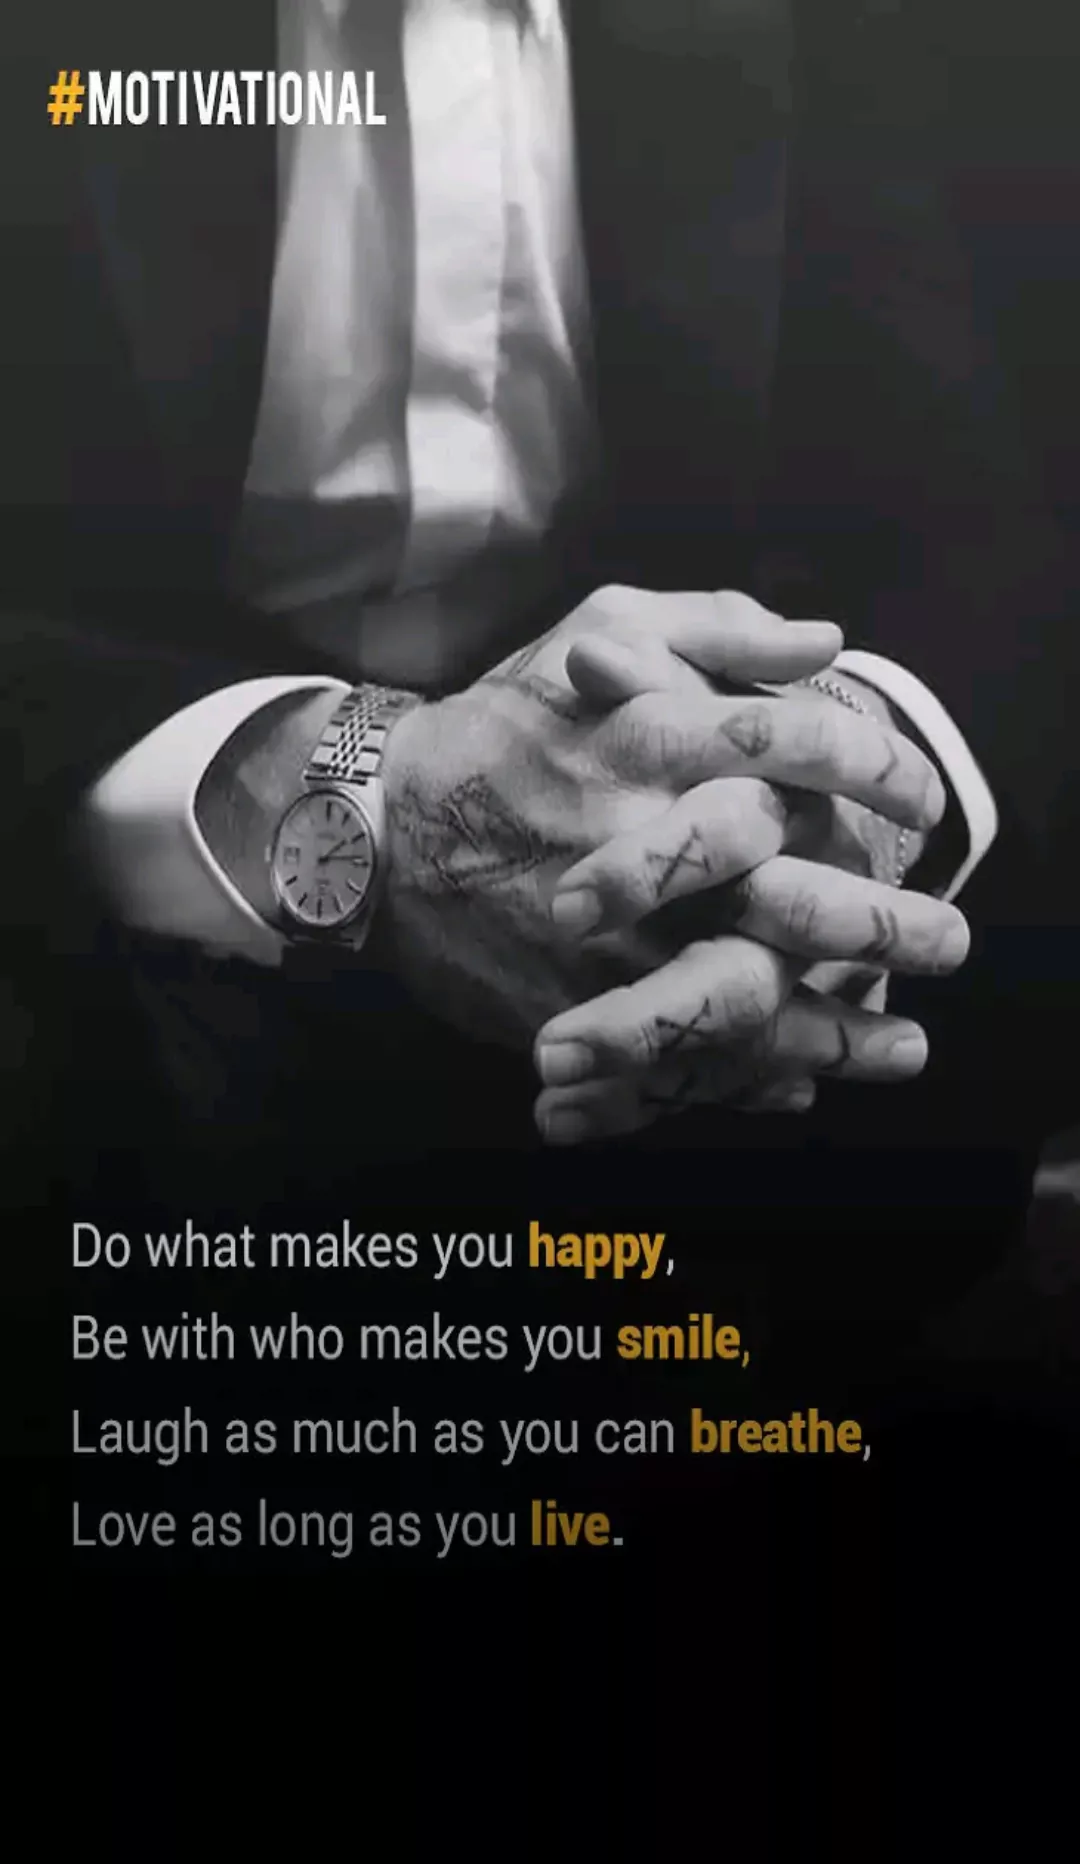 #MOTIVATIONAL
Do what makes you happy,
Be with who makes you smile,
Laugh as much as you can breathe,
Love as long as you live.